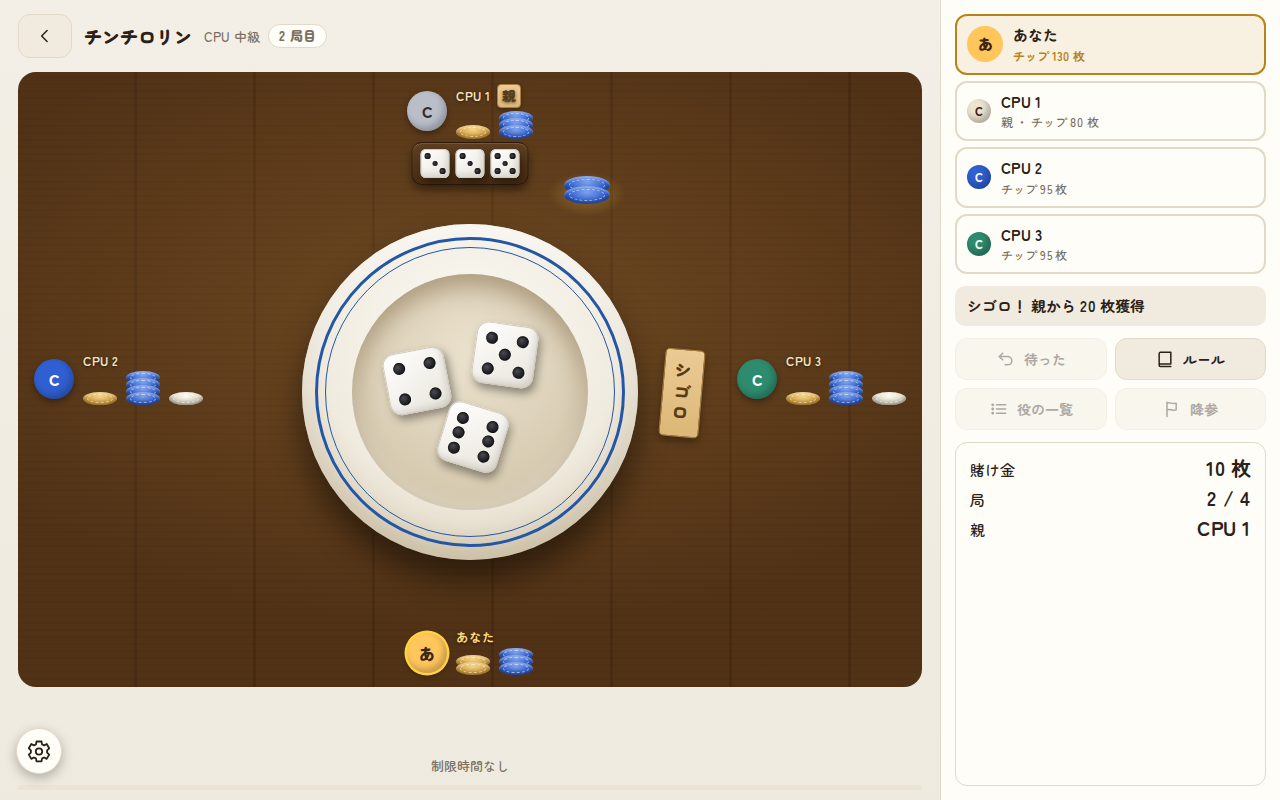 チンチロリン CPU 中級 2 局目
CPU 1 親
C
CPU 2
C
シゴロ
CPU 3
C
あなた
あ
制限時間なし
あ
あなた
チップ 130 枚
C
CPU 1
親 ・ チップ 80 枚
C
CPU 2
チップ 95 枚
C
CPU 3
チップ 95 枚
シゴロ！ 親から 20 枚獲得
待った
ルール
役の一覧
降参
賭け金 10 枚
局 2 / 4
親 CPU 1